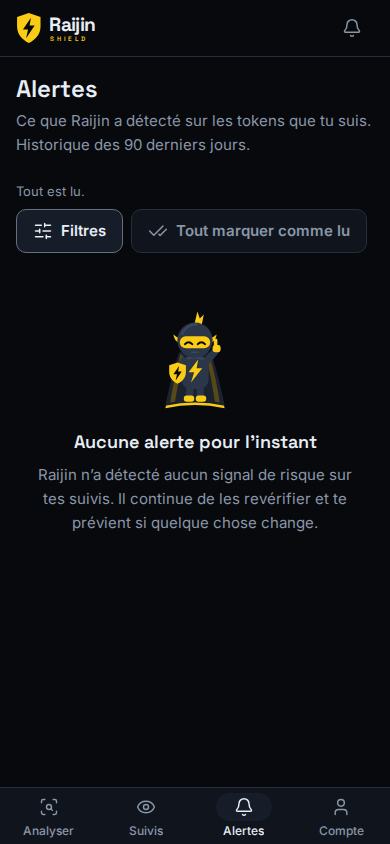 Raijin
SHIELD
Alertes
Ce que Raijin a détecté sur les tokens que tu suis.
Historique des 90 derniers jours.
Tout est lu.
Filtres
Tout marquer comme lu
Aucune alerte pour l’instant
Raijin n’a détecté aucun signal de risque sur
tes suivis. Il continue de les revérifier et te
prévient si quelque chose change.
Analyser
Suivis
Alertes
Compte